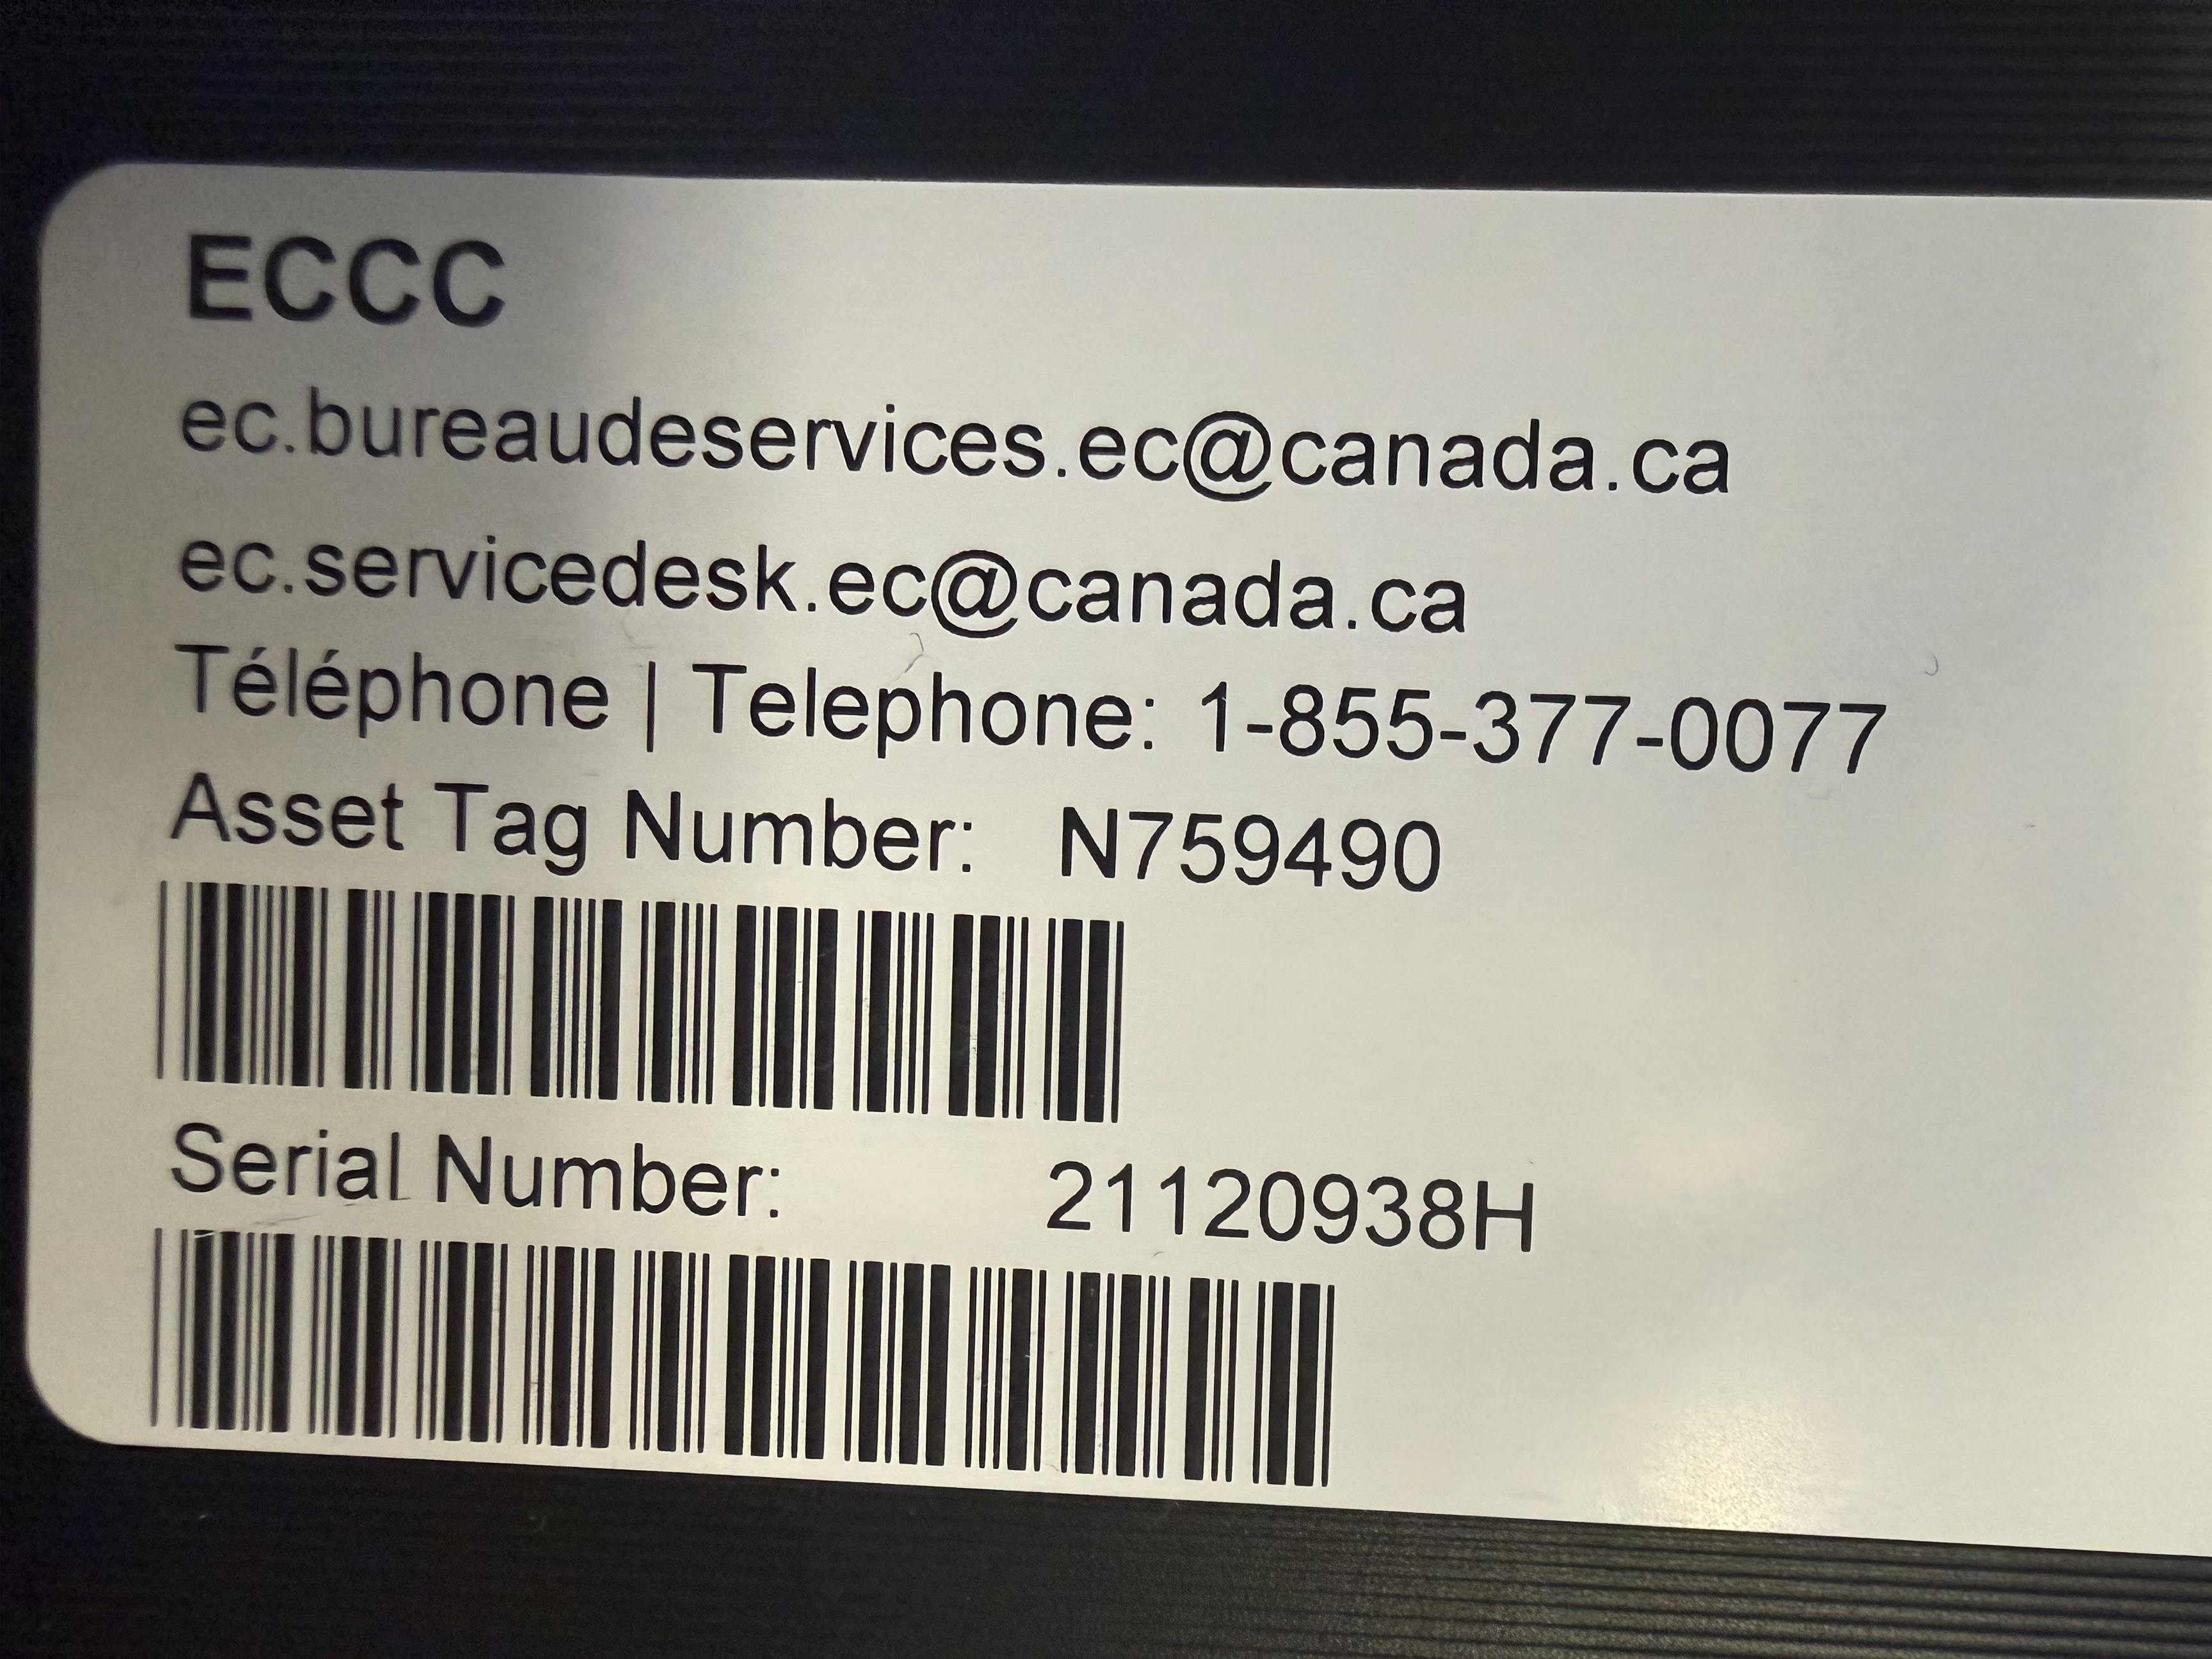 ECCC
ec.bureaudeservices.ec@canada.ca
ec.servicedesk.ec@canada.ca
Téléphone | Telephone: 1-855-377-0077
Asset Tag Number: N759490
Serial Number: 21120938H